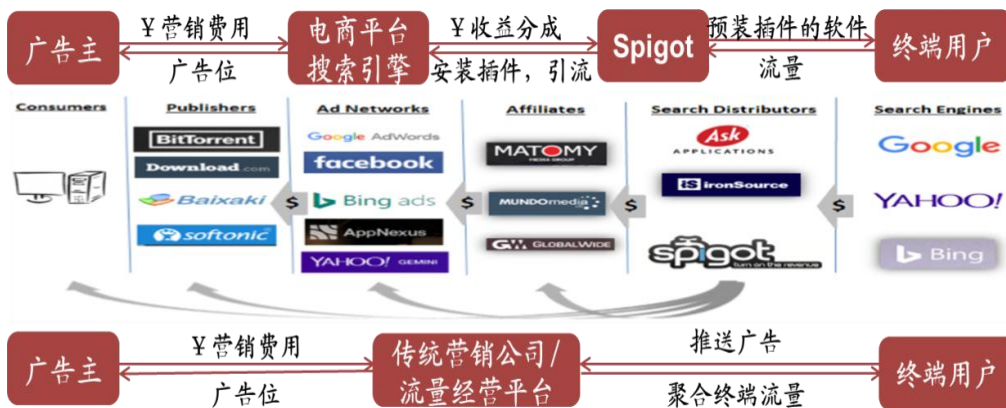 ¥营销费用
广告主
广告位
电商平台
搜索引擎
¥收益分成
安装插件，引流
Spigot
预装插件的软件
流量
终端用户
Consumers
Publishers
Ad Networks
Affiliates
Search Distributors
Search Engines
BitTorrent
Download.com
Baixaki
softonic
$
Google AdWords
facebook
Bing ads
AppNexus
YAHOO! GEMINI
$
MATOMY
MEDIA GROUP
MUNDOmedia
GW GLOBALWIDE
$
Ask
APPLICATIONS
iS ironSource
spigot
turn on the revenue
$
Google
YAHOO!
Bing
广告主
¥营销费用
广告位
传统营销公司/
流量经营平台
推送广告
聚合终端流量
终端用户